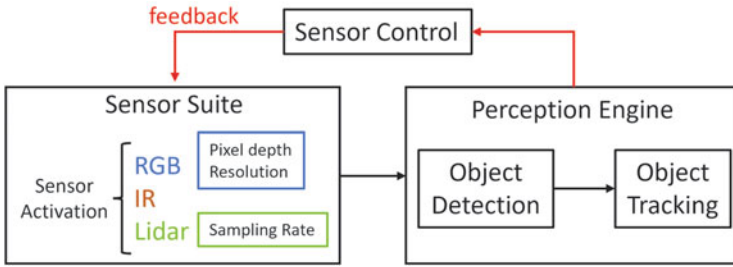 feedback
Sensor Control
Sensor Suite
Sensor
Activation
RGB
IR
Lidar
Pixel depth
Resolution
Sampling Rate
Perception Engine
Object
Detection
Object
Tracking